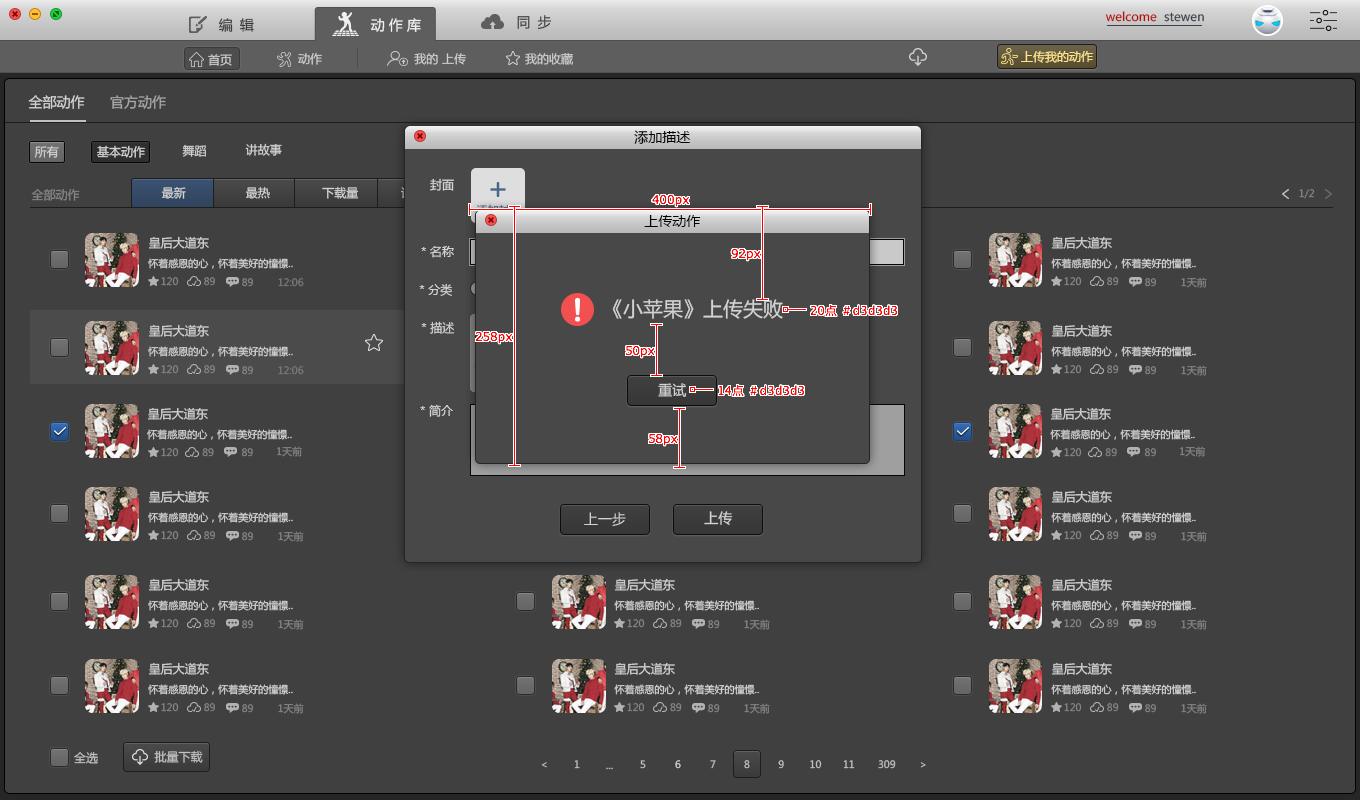 编 辑
动作库
同 步
welcome stewen
首页
动作
我的 上传
我的收藏
上传我的动作
全部动作
官方动作
所有
基本动作
舞蹈
讲故事
全部动作
最新
最热
下载量
1/2
添加描述
封面
* 名称
* 分类
* 描述
* 简介
上一步
上传
上传动作
《小苹果》上传失败
重试
400px
92px
258px
50px
58px
20点 #d3d3d3
14点 #d3d3d3
皇后大道东
怀着感恩的心，怀着美好的憧憬..
120 89 89 12:06
皇后大道东
怀着感恩的心，怀着美好的憧憬..
120 89 89 1天前
皇后大道东
怀着感恩的心，怀着美好的憧憬..
120 89 89 12:06
皇后大道东
怀着感恩的心，怀着美好的憧憬..
120 89 89 1天前
皇后大道东
怀着感恩的心，怀着美好的憧憬..
120 89 89 1天前
皇后大道东
怀着感恩的心，怀着美好的憧憬..
120 89 89 1天前
皇后大道东
怀着感恩的心，怀着美好的憧憬..
120 89 89 1天前
皇后大道东
怀着感恩的心，怀着美好的憧憬..
120 89 89 1天前
皇后大道东
怀着感恩的心，怀着美好的憧憬..
120 89 89 1天前
皇后大道东
怀着感恩的心，怀着美好的憧憬..
120 89 89 1天前
皇后大道东
怀着感恩的心，怀着美好的憧憬..
120 89 89 1天前
皇后大道东
怀着感恩的心，怀着美好的憧憬..
120 89 89 1天前
皇后大道东
怀着感恩的心，怀着美好的憧憬..
120 89 89 1天前
皇后大道东
怀着感恩的心，怀着美好的憧憬..
120 89 89 1天前
全选
批量下载
< 1 ... 5 6 7 8 9 10 11 309 >